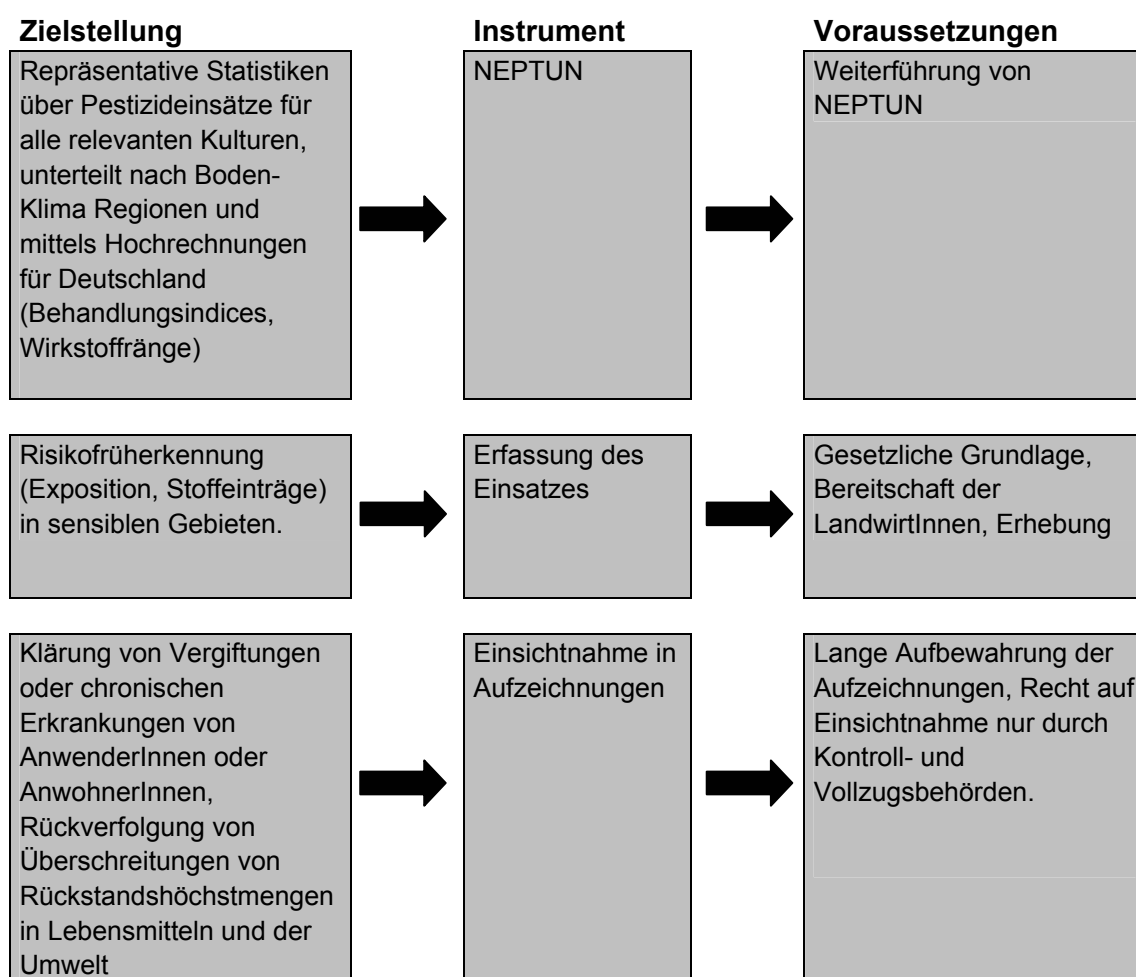 Zielstellung
Instrument
Voraussetzungen
Repräsentative Statistiken
über Pestizideinsätze für
alle relevanten Kulturen,
unterteilt nach Boden-
Klima Regionen und
mittels Hochrechnungen
für Deutschland
(Behandlungsindices,
Wirkstoffränge)
NEPTUN
Weiterführung von
NEPTUN
Risikofrüherkennung
(Exposition, Stoffeinträge)
in sensiblen Gebieten.
Erfassung des
Einsatzes
Gesetzliche Grundlage,
Bereitschaft der
LandwirtInnen, Erhebung
Klärung von Vergiftungen
oder chronischen
Erkrankungen von
AnwenderInnen oder
AnwohnerInnen,
Rückverfolgung von
Überschreitungen von
Rückstandshöchstmengen
in Lebensmitteln und der
Umwelt
Einsichtnahme in
Aufzeichnungen
Lange Aufbewahrung der
Aufzeichnungen, Recht auf
Einsichtnahme nur durch
Kontroll- und
Vollzugsbehörden.